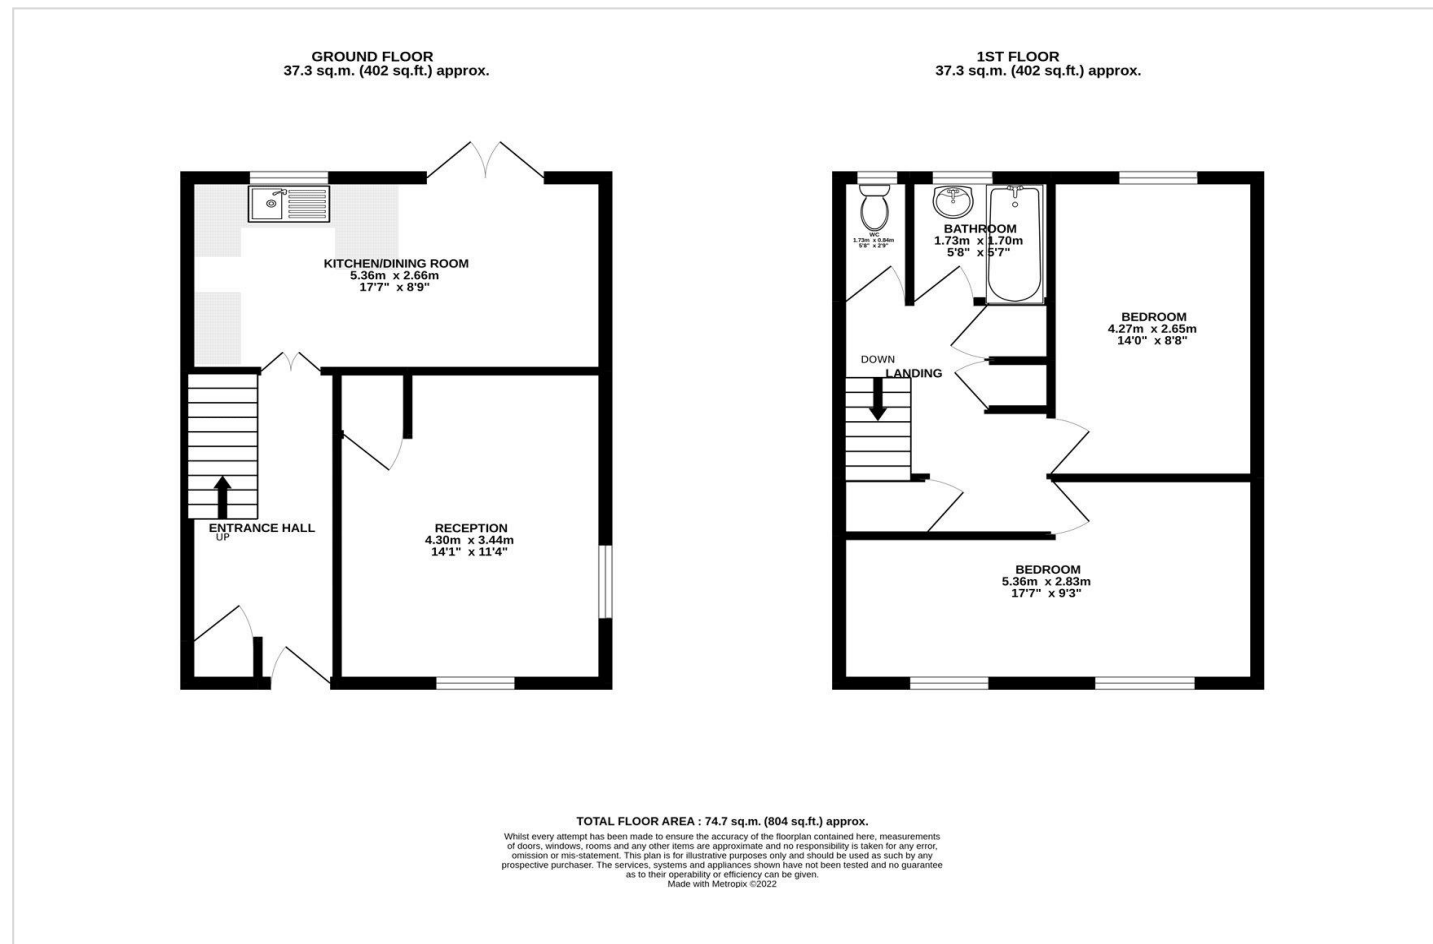 GROUND FLOOR
37.3 sq.m. (402 sq.ft.) approx.
KITCHEN/DINING ROOM
5.36m x 2.66m
17'7" x 8'9"
ENTRANCE HALL
UP
RECEPTION
4.30m x 3.44m
14'1" x 11'4"
1ST FLOOR
37.3 sq.m. (402 sq.ft.) approx.
WC
1.73m x 0.84m
5'8" x 2'9"
BATHROOM
1.73m x 1.70m
5'8" x 5'7"
BEDROOM
4.27m x 2.65m
14'0" x 8'8"
DOWN
LANDING
BEDROOM
5.36m x 2.83m
17'7" x 9'3"
TOTAL FLOOR AREA : 74.7 sq.m. (804 sq.ft.) approx.
Whilst every attempt has been made to ensure the accuracy of the floorplan contained here, measurements
of doors, windows, rooms and any other items are approximate and no responsibility is taken for any error,
omission or mis-statement. This plan is for illustrative purposes only and should be used as such by any
prospective purchaser. The services, systems and appliances shown have not been tested and no guarantee
as to their operability or efficiency can be given.
Made with Metropix ©2022